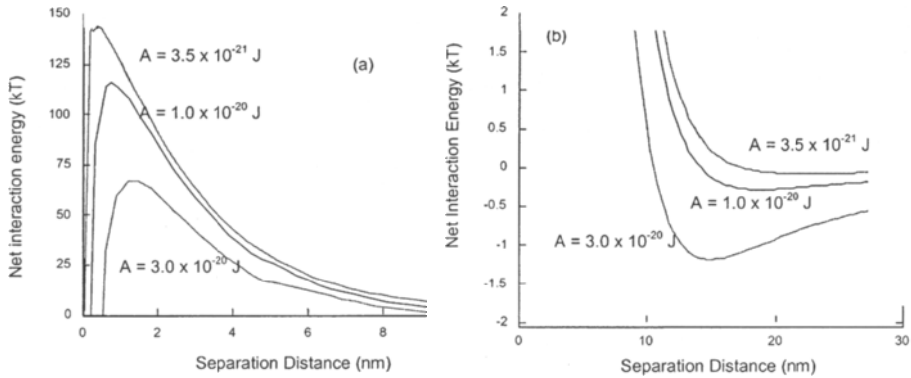 150
125
100
75
50
25
0
Net interaction energy (kT)
(a)
A = 3.5 x 10⁻²¹ J
A = 1.0 x 10⁻²⁰ J
A = 3.0 x 10⁻²⁰ J
0 2 4 6 8
Separation Distance (nm)
2
1.5
1
0.5
0
-0.5
-1
-1.5
-2
Net Interaction Energy (kT)
(b)
A = 3.5 x 10⁻²¹ J
A = 1.0 x 10⁻²⁰ J
A = 3.0 x 10⁻²⁰ J
0 10 20 30
Separation Distance (nm)